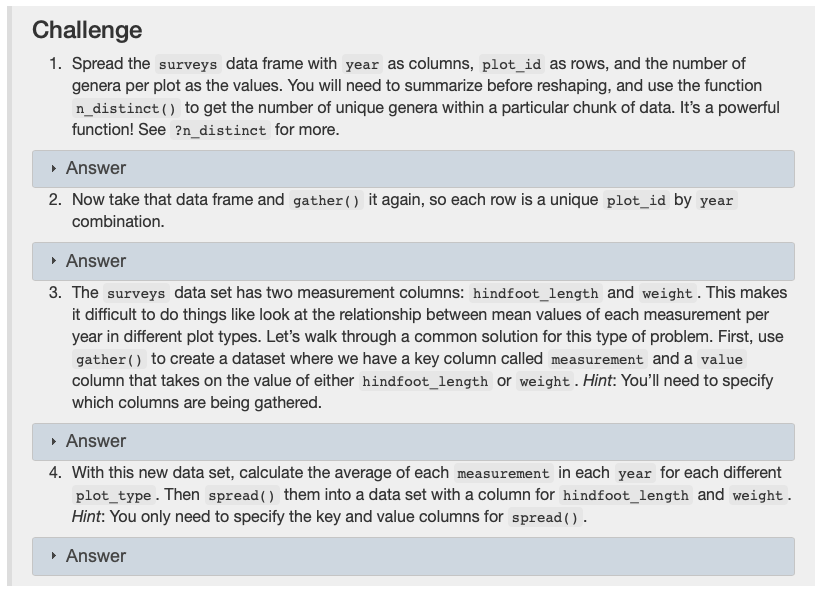 Challenge
1. Spread the surveys data frame with year as columns, plot_id as rows, and the number of
genera per plot as the values. You will need to summarize before reshaping, and use the function
n_distinct() to get the number of unique genera within a particular chunk of data. It’s a powerful
function! See ?n_distinct for more.
Answer
2. Now take that data frame and gather() it again, so each row is a unique plot_id by year
combination.
Answer
3. The surveys data set has two measurement columns: hindfoot_length and weight. This makes
it difficult to do things like look at the relationship between mean values of each measurement per
year in different plot types. Let’s walk through a common solution for this type of problem. First, use
gather() to create a dataset where we have a key column called measurement and a value
column that takes on the value of either hindfoot_length or weight. Hint: You’ll need to specify
which columns are being gathered.
Answer
4. With this new data set, calculate the average of each measurement in each year for each different
plot_type. Then spread() them into a data set with a column for hindfoot_length and weight.
Hint: You only need to specify the key and value columns for spread().
Answer